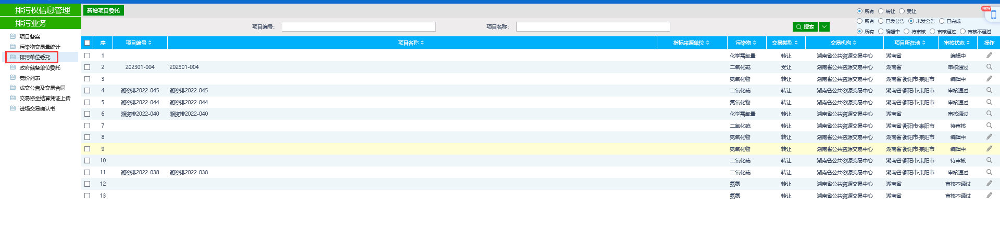 排污权信息管理
排污业务
项目备案
污染物交易量统计
排污单位委托
政府储备单位委托
竞价列表
成交公告及交易合同
交易资金结算凭证上传
进场交易确认书
新增项目委托
所有 转让 受让
NEW
项目编号: 项目名称: 搜索
所有 已发公告 未发公告 已完成
所有 编辑中 待审核 审核通过 审核不通过
序 项目编号 项目名称 指标来源单位 污染物 交易类型 交易机构 项目所在地 审核状态 操作
1 化学需氧量 转让 湖南省公共资源交易中心 湖南省 编辑中
2 202301-004 202301-004 二氧化硫 受让 湖南省公共资源交易中心 湖南省 审核通过
3 氮氧化物 转让 湖南省公共资源交易中心 湖南省·衡阳市·耒阳市 编辑中
4 湘资排2022-045 湘资排2022-045 二氧化硫 转让 湖南省公共资源交易中心 湖南省·衡阳市·耒阳市 审核通过
5 湘资排2022-044 湘资排2022-044 氮氧化物 转让 湖南省公共资源交易中心 湖南省·衡阳市·耒阳市 审核通过
6 湘资排2022-040 湘资排2022-040 化学需氧量 转让 湖南省公共资源交易中心 湖南省 审核通过
7 二氧化硫 转让 湖南省公共资源交易中心 湖南省·衡阳市·耒阳市 待审核
8 氮氧化物 转让 湖南省公共资源交易中心 湖南省·衡阳市·耒阳市 编辑中
9 氮氧化物 转让 湖南省公共资源交易中心 湖南省·衡阳市·耒阳市 编辑中
10 二氧化硫 转让 湖南省公共资源交易中心 湖南省·衡阳市·耒阳市 待审核
11 湘资排2022-038 湘资排2022-038 二氧化硫 转让 湖南省公共资源交易中心 湖南省·衡阳市·耒阳市 审核通过
12 氨氮 转让 湖南省公共资源交易中心 湖南省 审核不通过
13 氨氮 转让 湖南省公共资源交易中心 湖南省 审核不通过